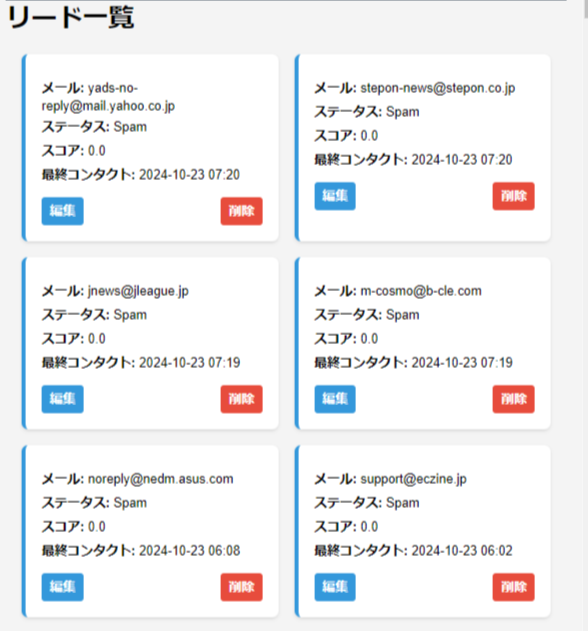 リード一覧
メール: yads-no-
reply@mail.yahoo.co.jp
ステータス: Spam
スコア: 0.0
最終コンタクト: 2024-10-23 07:20
編集 削除
メール: stepon-news@stepon.co.jp
ステータス: Spam
スコア: 0.0
最終コンタクト: 2024-10-23 07:20
編集 削除
メール: jnews@jleague.jp
ステータス: Spam
スコア: 0.0
最終コンタクト: 2024-10-23 07:19
編集 削除
メール: m-cosmo@b-cle.com
ステータス: Spam
スコア: 0.0
最終コンタクト: 2024-10-23 07:19
編集 削除
メール: noreply@nedm.asus.com
ステータス: Spam
スコア: 0.0
最終コンタクト: 2024-10-23 06:08
編集 削除
メール: support@eczine.jp
ステータス: Spam
スコア: 0.0
最終コンタクト: 2024-10-23 06:02
編集 削除